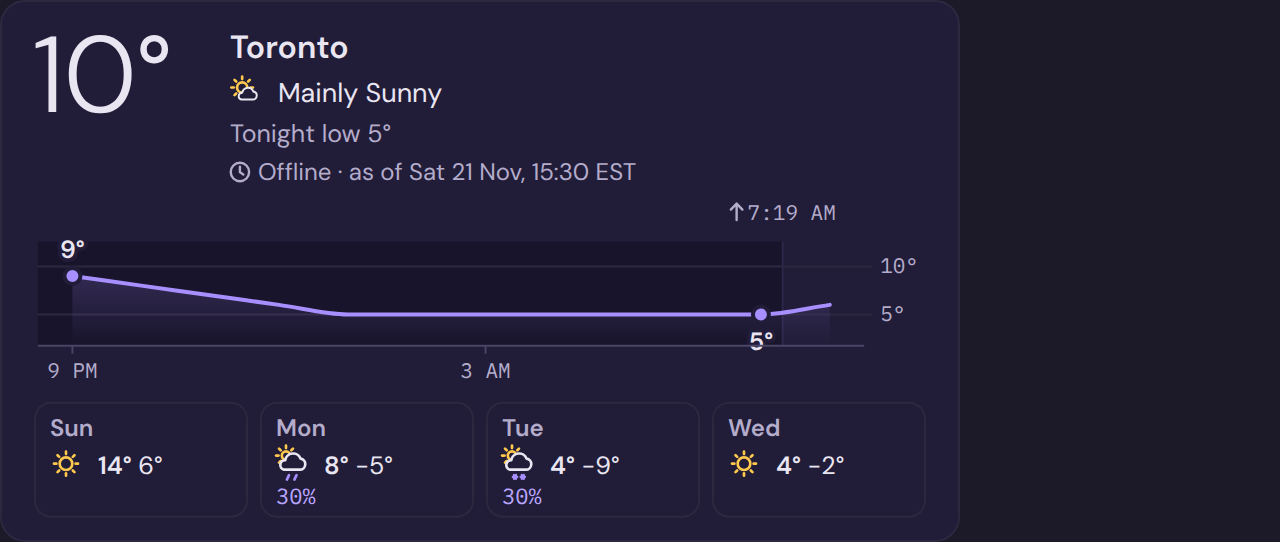 10°
Toronto
Mainly Sunny
Tonight low 5°
Offline · as of Sat 21 Nov, 15:30 EST
↑7:19 AM
9°
10°
5°
5°
9 PM
3 AM
Sun
14° 6°
Mon
8° -5°
30%
Tue
4° -9°
30%
Wed
4° -2°